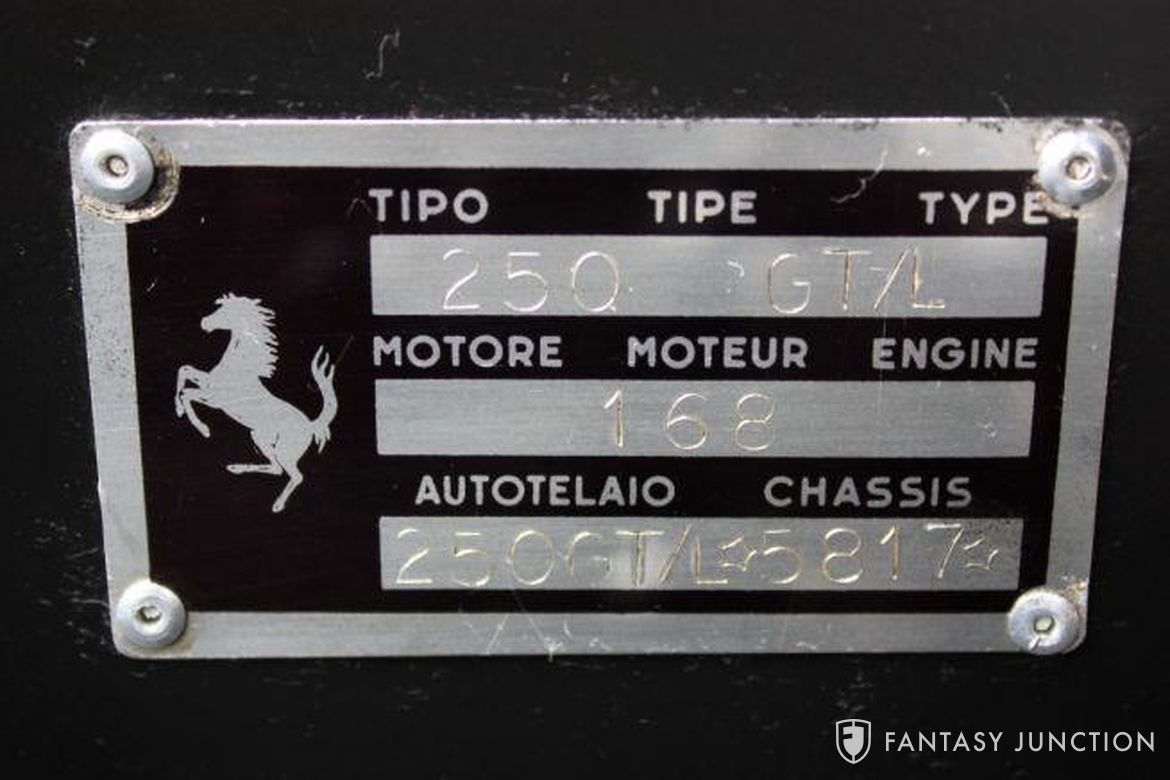 TIPO TIPE TYPE
250 GT/L
MOTORE MOTEUR ENGINE
168
AUTOTELAIO CHASSIS
250GT/L☆5817☆
FANTASY JUNCTION